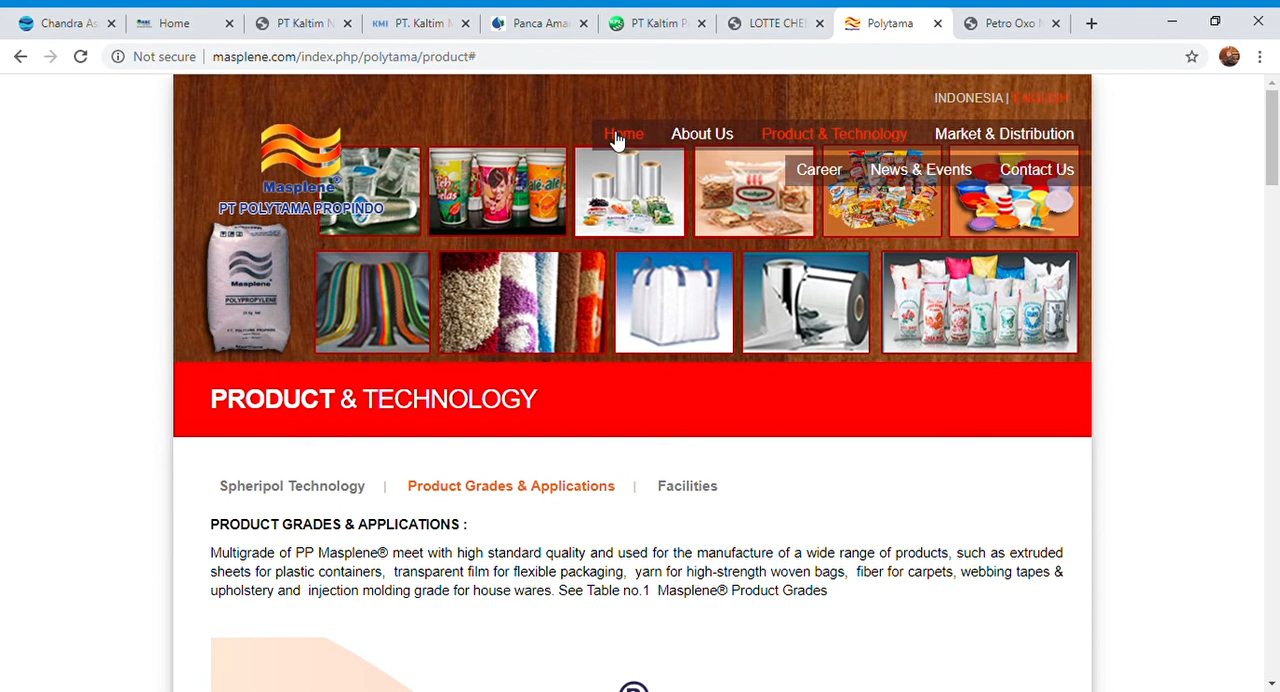 Chandra As
Home
PT Kaltim N
KMI PT. Kaltim M
Panca Ama
PT Kaltim P
LOTTE CHE
Polytama
Petro Oxo N
Not secure | masplene.com/index.php/polytama/product#
INDONESIA | ENGLISH
Home About Us Product & Technology Market & Distribution
Career News & Events Contact Us
Masplene®
PT POLYTAMA PROPINDO
Masplene
POLYPROPYLENE
PRODUCT & TECHNOLOGY
Spheripol Technology | Product Grades & Applications | Facilities
PRODUCT GRADES & APPLICATIONS :
Multigrade of PP Masplene® meet with high standard quality and used for the manufacture of a wide range of products, such as extruded
sheets for plastic containers, transparent film for flexible packaging, yarn for high-strength woven bags, fiber for carpets, webbing tapes &
upholstery and injection molding grade for house wares. See Table no.1 Masplene® Product Grades